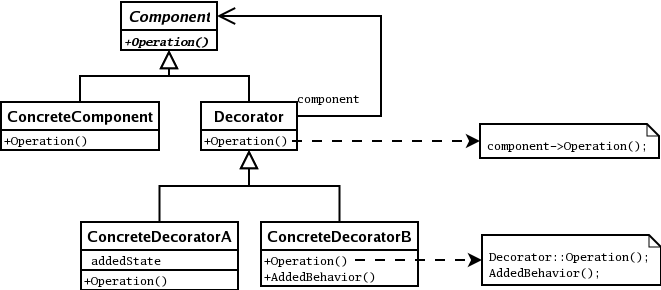 Component
+Operation()
component
ConcreteComponent
+Operation()
Decorator
+Operation()
component->Operation();
ConcreteDecoratorA
addedState
+Operation()
ConcreteDecoratorB
+Operation()
+AddedBehavior()
Decorator::Operation();
AddedBehavior();